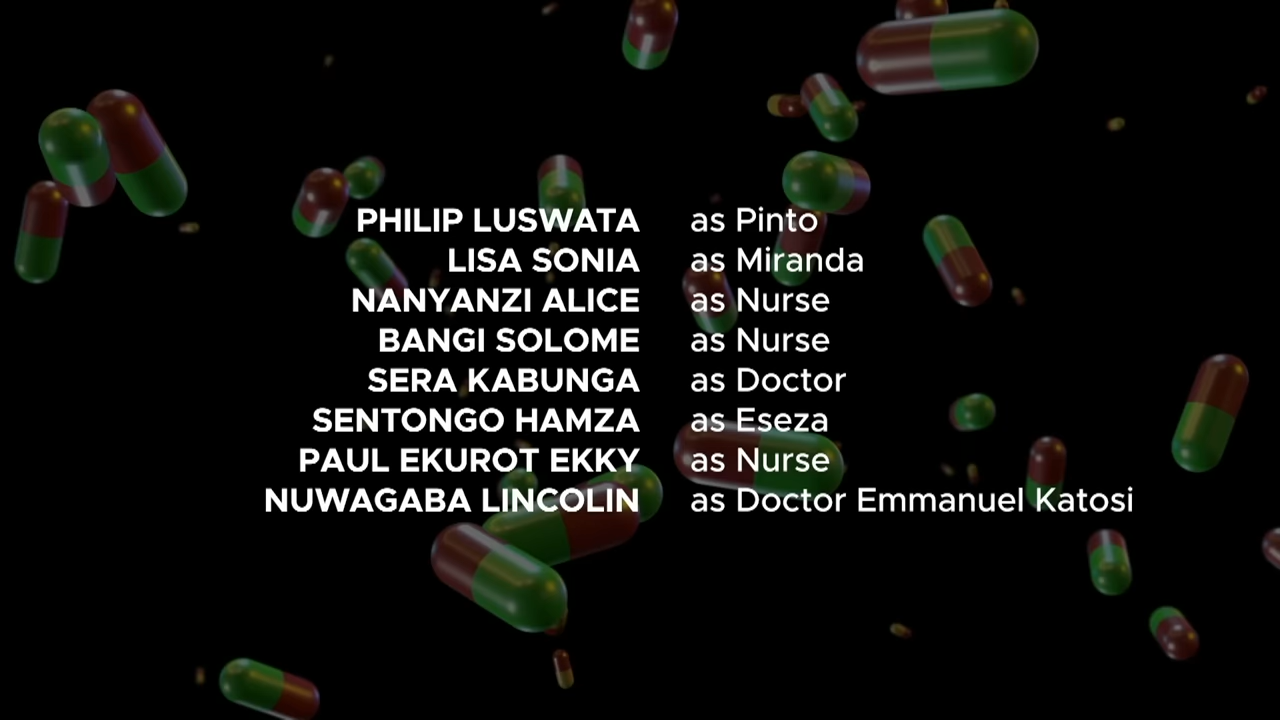 PHILIP LUSWATA as Pinto
LISA SONIA as Miranda
NANYANZI ALICE as Nurse
BANGI SOLOME as Nurse
SERA KABUNGA as Doctor
SENTONGO HAMZA as Eseza
PAUL EKUROT EKKY as Nurse
NUWAGABA LINCOLIN as Doctor Emmanuel Katosi